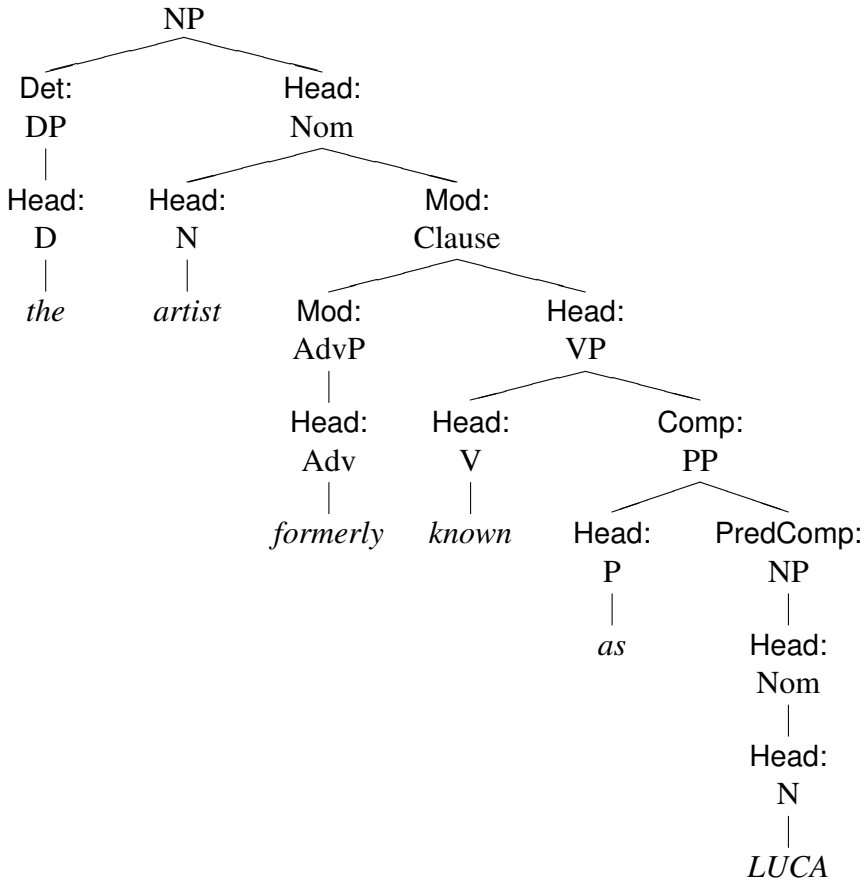 NP
Det: Head:
DP Nom
Head: Head: Mod:
D N Clause
the artist Mod: Head:
AdvP VP
Head: Head: Comp:
Adv V PP
formerly known Head: PredComp:
P NP
as Head:
Nom
Head:
N
LUCA